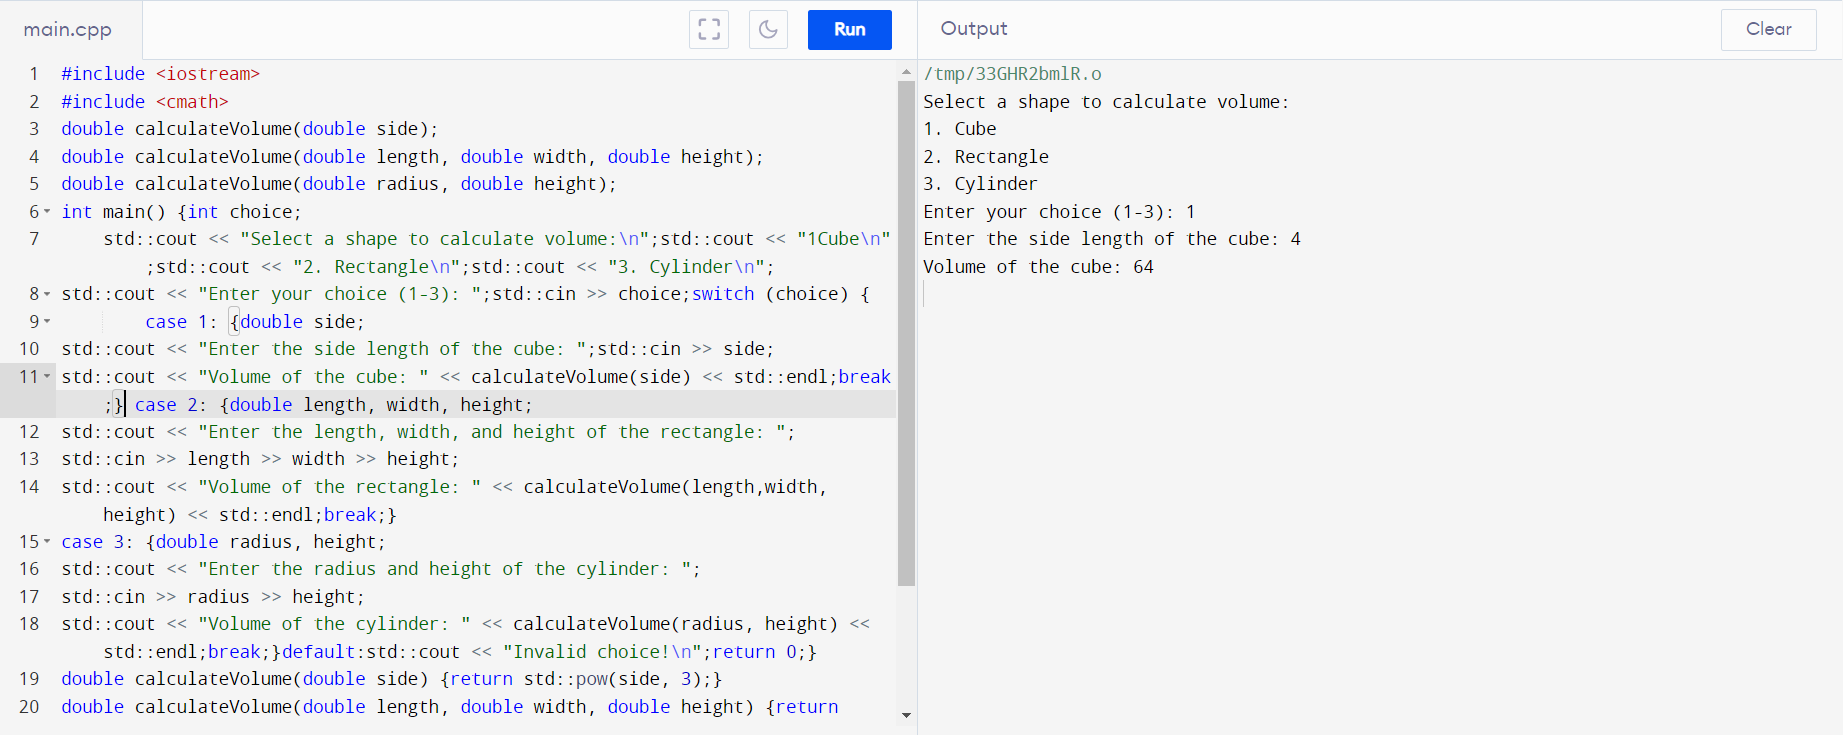 main.cpp
Run
Output
Clear
1 #include <iostream>
2 #include <cmath>
3 double calculateVolume(double side);
4 double calculateVolume(double length, double width, double height);
5 double calculateVolume(double radius, double height);
6 int main() {int choice;
7 std::cout << "Select a shape to calculate volume:\n";std::cout << "1Cube\n"
;std::cout << "2. Rectangle\n";std::cout << "3. Cylinder\n";
8 std::cout << "Enter your choice (1-3): ";std::cin >> choice;switch (choice) {
9 case 1: {double side;
10 std::cout << "Enter the side length of the cube: ";std::cin >> side;
11 std::cout << "Volume of the cube: " << calculateVolume(side) << std::endl;break
;} case 2: {double length, width, height;
12 std::cout << "Enter the length, width, and height of the rectangle: ";
13 std::cin >> length >> width >> height;
14 std::cout << "Volume of the rectangle: " << calculateVolume(length,width,
height) << std::endl;break;}
15 case 3: {double radius, height;
16 std::cout << "Enter the radius and height of the cylinder: ";
17 std::cin >> radius >> height;
18 std::cout << "Volume of the cylinder: " << calculateVolume(radius, height) <<
std::endl;break;}default:std::cout << "Invalid choice!\n";return 0;}
19 double calculateVolume(double side) {return std::pow(side, 3);}
20 double calculateVolume(double length, double width, double height) {return
/tmp/33GHR2bmlR.o
Select a shape to calculate volume:
1. Cube
2. Rectangle
3. Cylinder
Enter your choice (1-3): 1
Enter the side length of the cube: 4
Volume of the cube: 64